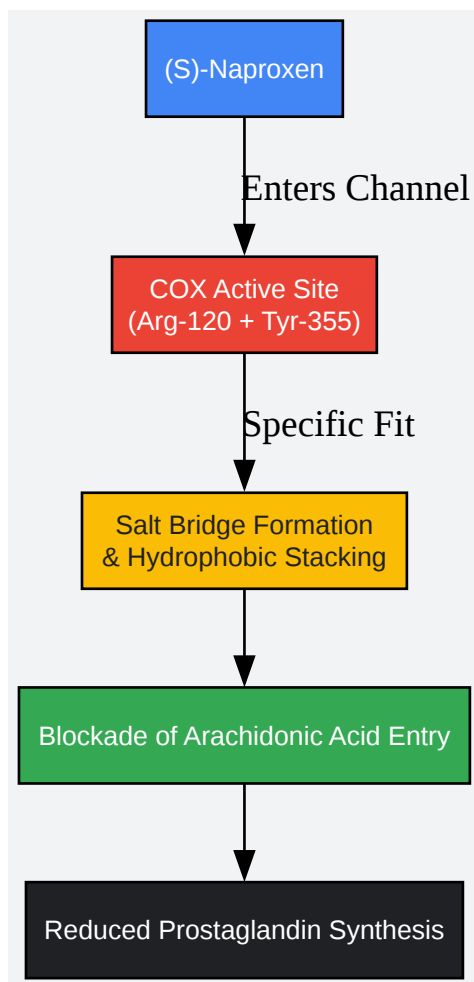 (S)-Naproxen
Enters Channel
COX Active Site
(Arg-120 + Tyr-355)
Specific Fit
Salt Bridge Formation
& Hydrophobic Stacking
Blockade of Arachidonic Acid Entry
Reduced Prostaglandin Synthesis